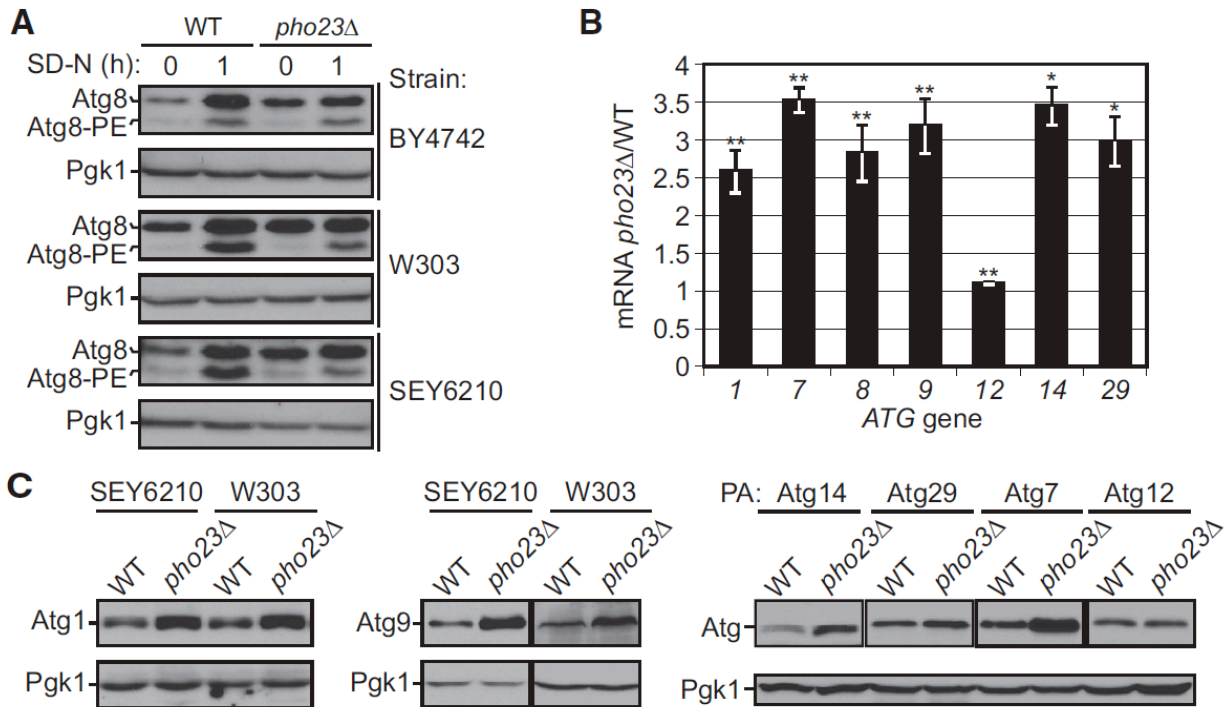 A
WT pho23Δ
SD-N (h): 0 1 0 1
Strain:
Atg8
Atg8-PE
BY4742
Pgk1
Atg8
Atg8-PE
W303
Pgk1
Atg8
Atg8-PE
SEY6210
Pgk1
B
mRNA pho23Δ/WT
4
3.5
3
2.5
2
1.5
1
0.5
0
** ** ** ** ** * *
1 7 8 9 12 14 29
ATG gene
C
SEY6210 W303
WT pho23Δ WT pho23Δ
Atg1
Pgk1
SEY6210 W303
WT pho23Δ WT pho23Δ
Atg9
Pgk1
PA: Atg14 Atg29 Atg7 Atg12
WT pho23Δ WT pho23Δ WT pho23Δ WT pho23Δ
Atg
Pgk1